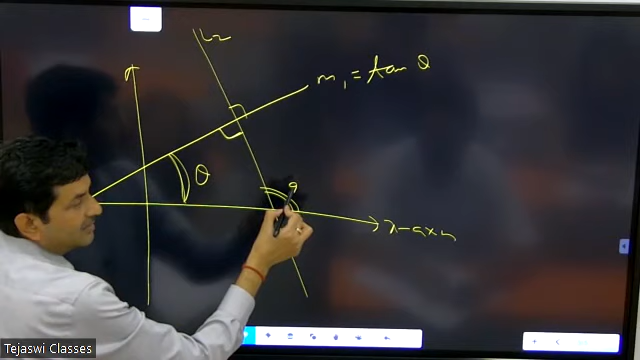 L2
m₁ = tan θ
θ
x-axis
Tejaswi Classes